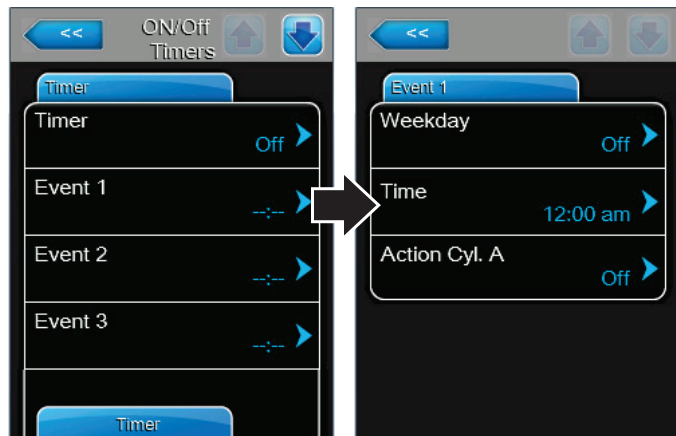 <<
ON/Off
Timers
Timer
Timer
Off
Event 1
--:--
Event 2
--:--
Event 3
--:--
Timer
<<
Event 1
Weekday
Off
Time
12:00 am
Action Cyl. A
Off